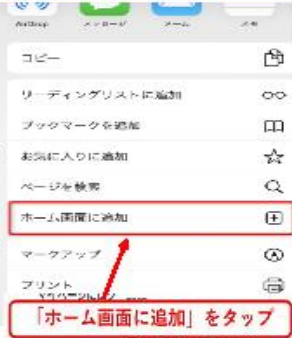 AirDrop
メッセージ
メール
メモ
コピー
リーディングリストに追加
ブックマークを追加
お気に入りに追加
ページを検索
ホーム画面に追加
マークアップ
プリント
「ホーム画面に追加」をタップ